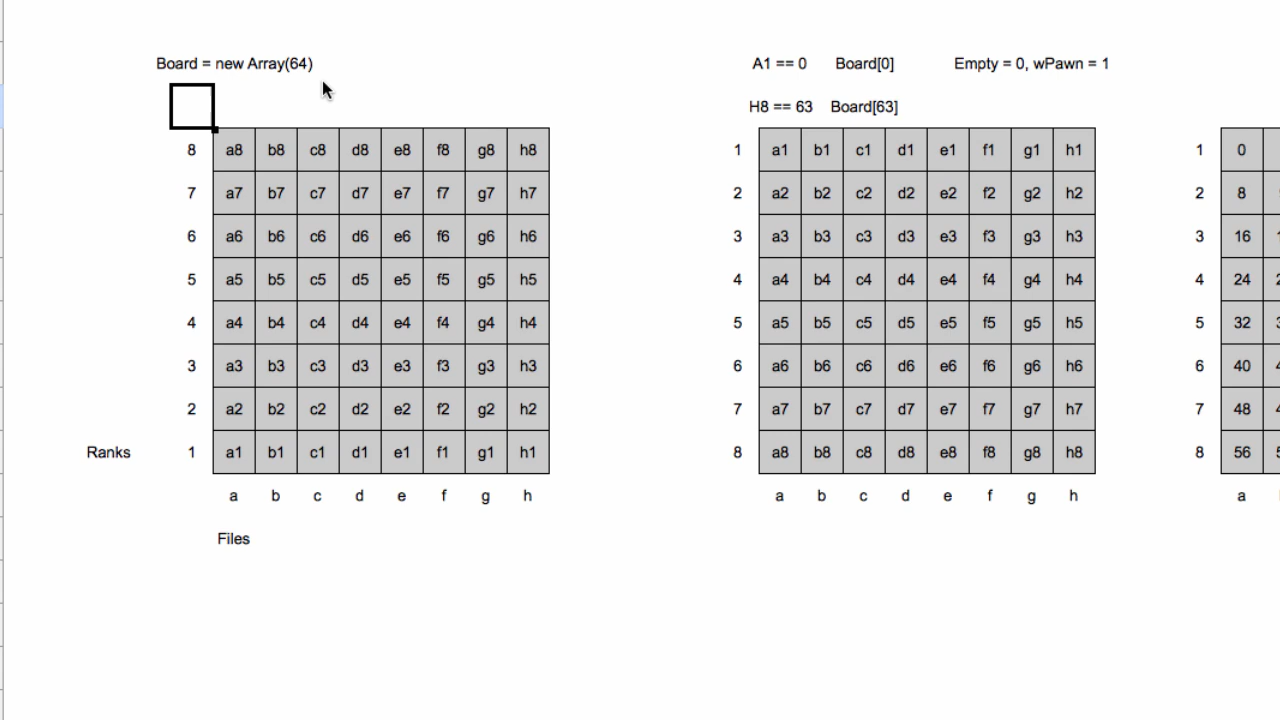 Board = new Array(64)
A1 == 0 Board[0] Empty = 0, wPawn = 1
H8 == 63 Board[63]
8 a8 b8 c8 d8 e8 f8 g8 h8
7 a7 b7 c7 d7 e7 f7 g7 h7
6 a6 b6 c6 d6 e6 f6 g6 h6
5 a5 b5 c5 d5 e5 f5 g5 h5
4 a4 b4 c4 d4 e4 f4 g4 h4
3 a3 b3 c3 d3 e3 f3 g3 h3
2 a2 b2 c2 d2 e2 f2 g2 h2
Ranks 1 a1 b1 c1 d1 e1 f1 g1 h1
a b c d e f g h
Files
1 a1 b1 c1 d1 e1 f1 g1 h1
2 a2 b2 c2 d2 e2 f2 g2 h2
3 a3 b3 c3 d3 e3 f3 g3 h3
4 a4 b4 c4 d4 e4 f4 g4 h4
5 a5 b5 c5 d5 e5 f5 g5 h5
6 a6 b6 c6 d6 e6 f6 g6 h6
7 a7 b7 c7 d7 e7 f7 g7 h7
8 a8 b8 c8 d8 e8 f8 g8 h8
a b c d e f g h
1 0
2 8
3 16
4 24
5 32
6 40
7 48
8 56
a